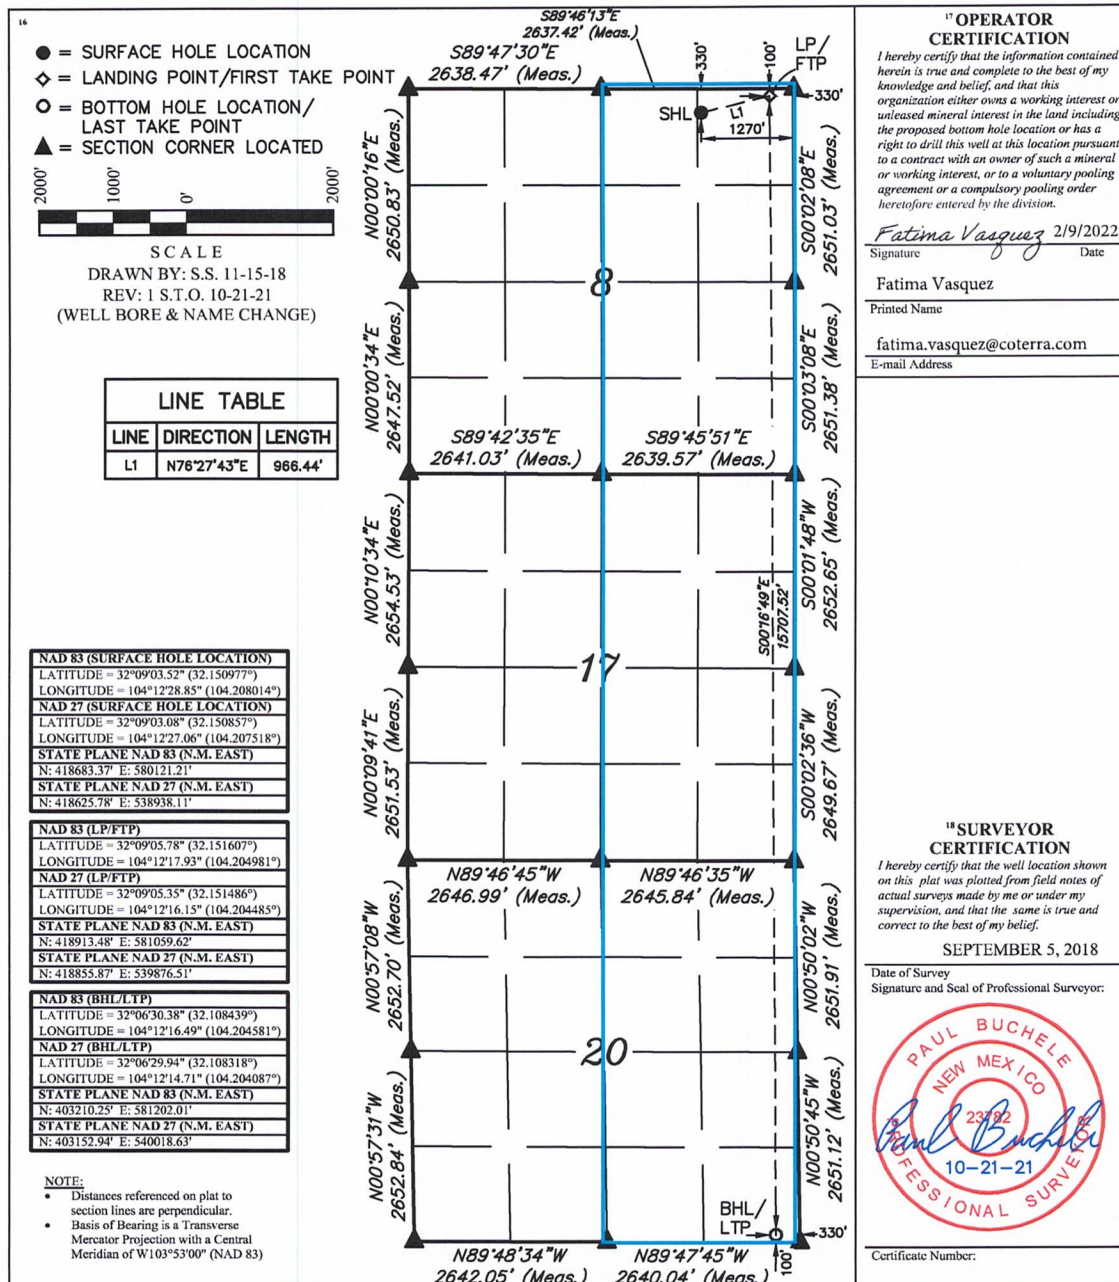 16
● = SURFACE HOLE LOCATION
◇ = LANDING POINT/FIRST TAKE POINT
O = BOTTOM HOLE LOCATION/
LAST TAKE POINT
▲ = SECTION CORNER LOCATED
2000'
1000'
0'
2000'
SCALE
DRAWN BY: S.S. 11-15-18
REV: 1 S.T.O. 10-21-21
(WELL BORE & NAME CHANGE)
LINE TABLE
LINE DIRECTION LENGTH
L1 N76°27'43"E 966.44'
NAD 83 (SURFACE HOLE LOCATION)
LATITUDE = 32°09'03.52" (32.150977°)
LONGITUDE = 104°12'28.85" (104.208014°)
NAD 27 (SURFACE HOLE LOCATION)
LATITUDE = 32°09'03.08" (32.150857°)
LONGITUDE = 104°12'27.06" (104.207518°)
STATE PLANE NAD 83 (N.M. EAST)
N: 418683.37' E: 580121.21'
STATE PLANE NAD 27 (N.M. EAST)
N: 418625.78' E: 538938.11'
NAD 83 (LP/FTP)
LATITUDE = 32°09'05.78" (32.151607°)
LONGITUDE = 104°12'17.93" (104.204981°)
NAD 27 (LP/FTP)
LATITUDE = 32°09'05.35" (32.151486°)
LONGITUDE = 104°12'16.15" (104.204485°)
STATE PLANE NAD 83 (N.M. EAST)
N: 418913.48' E: 581059.62'
STATE PLANE NAD 27 (N.M. EAST)
N: 418855.87' E: 539876.51'
NAD 83 (BHL/LTP)
LATITUDE = 32°06'30.38" (32.108439°)
LONGITUDE = 104°12'16.49" (104.204581°)
NAD 27 (BHL/LTP)
LATITUDE = 32°06'29.94" (32.108318°)
LONGITUDE = 104°12'14.71" (104.204087°)
STATE PLANE NAD 83 (N.M. EAST)
N: 403210.25' E: 581202.01'
STATE PLANE NAD 27 (N.M. EAST)
N: 403152.94' E: 540018.63'
NOTE:
• Distances referenced on plat to
section lines are perpendicular.
• Basis of Bearing is a Transverse
Mercator Projection with a Central
Meridian of W103°53'00" (NAD 83)
S89°46'13"E
2637.42' (Meas.)
S89°47'30"E
2638.47' (Meas.)
330'
100'
LP/
FTP
330'
SHL
L1
1270'
N00°00'16"E
2650.83' (Meas.)
S00°02'08"E
2651.03' (Meas.)
8
N00°00'34"E
2647.52' (Meas.)
S00°03'08"E
2651.38' (Meas.)
S89°42'35"E
2641.03' (Meas.)
S89°45'51"E
2639.57' (Meas.)
N00°10'34"E
2654.53' (Meas.)
S00°01'48"W
2652.65' (Meas.)
S00°16'49"E
15707.52'
17
N00°09'41"E
2651.53' (Meas.)
S00°02'36"W
2649.67' (Meas.)
N89°46'45"W
2646.99' (Meas.)
N89°46'35"W
2645.84' (Meas.)
N00°57'08"W
2652.70' (Meas.)
N00°50'02"W
2651.91' (Meas.)
20
N00°57'31"W
2652.84' (Meas.)
N00°50'45"W
2651.12' (Meas.)
BHL/
LTP
330'
100'
N89°48'34"W
2642.05' (Meas.)
N89°47'45"W
2640.04' (Meas.)
17 OPERATOR
CERTIFICATION
I hereby certify that the information contained
herein is true and complete to the best of my
knowledge and belief, and that this
organization either owns a working interest or
unleased mineral interest in the land including
the proposed bottom hole location or has a
right to drill this well at this location pursuant
to a contract with an owner of such a mineral
or working interest, or to a voluntary pooling
agreement or a compulsory pooling order
heretofore entered by the division.
Fatima Vasquez 2/9/2022
Signature Date
Fatima Vasquez
Printed Name
fatima.vasquez@coterra.com
E-mail Address
18 SURVEYOR
CERTIFICATION
I hereby certify that the well location shown
on this plat was plotted from field notes of
actual surveys made by me or under my
supervision, and that the same is true and
correct to the best of my belief.
SEPTEMBER 5, 2018
Date of Survey
Signature and Seal of Professional Surveyor:
PAUL BUCHELE
NEW MEXICO
23782
Paul Buchele
10-21-21
PROFESSIONAL SURVEYOR
Certificate Number: